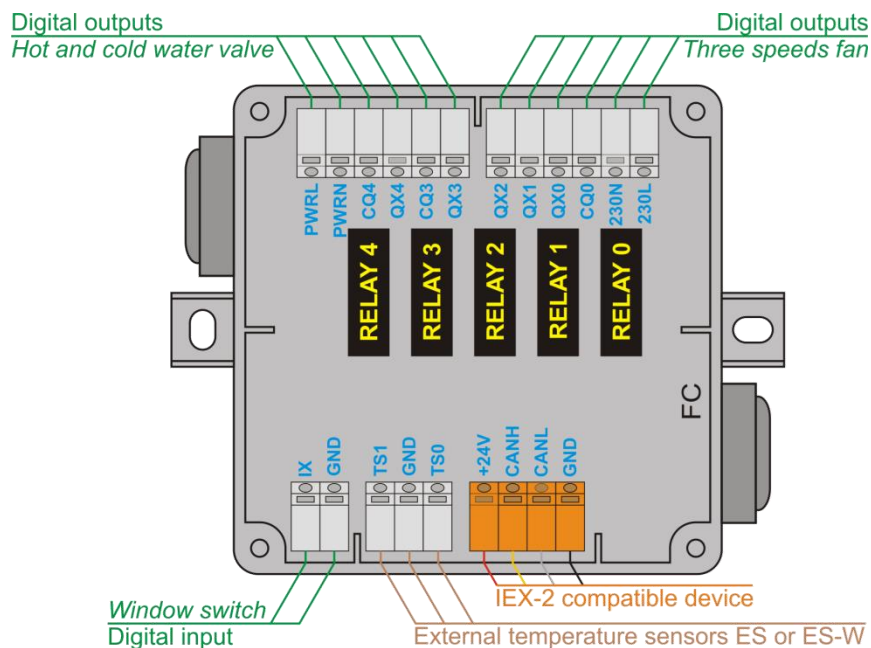 Digital outputs
Hot and cold water valve
Digital outputs
Three speeds fan
PWRL
PWRN
CQ4
QX4
CQ3
QX3
QX2
QX1
QX0
CQ0
230N
230L
RELAY 4
RELAY 3
RELAY 2
RELAY 1
RELAY 0
FC
IX
GND
TS1
GND
TS0
+24V
CANH
CANL
GND
IEX-2 compatible device
Window switch
Digital input
External temperature sensors ES or ES-W